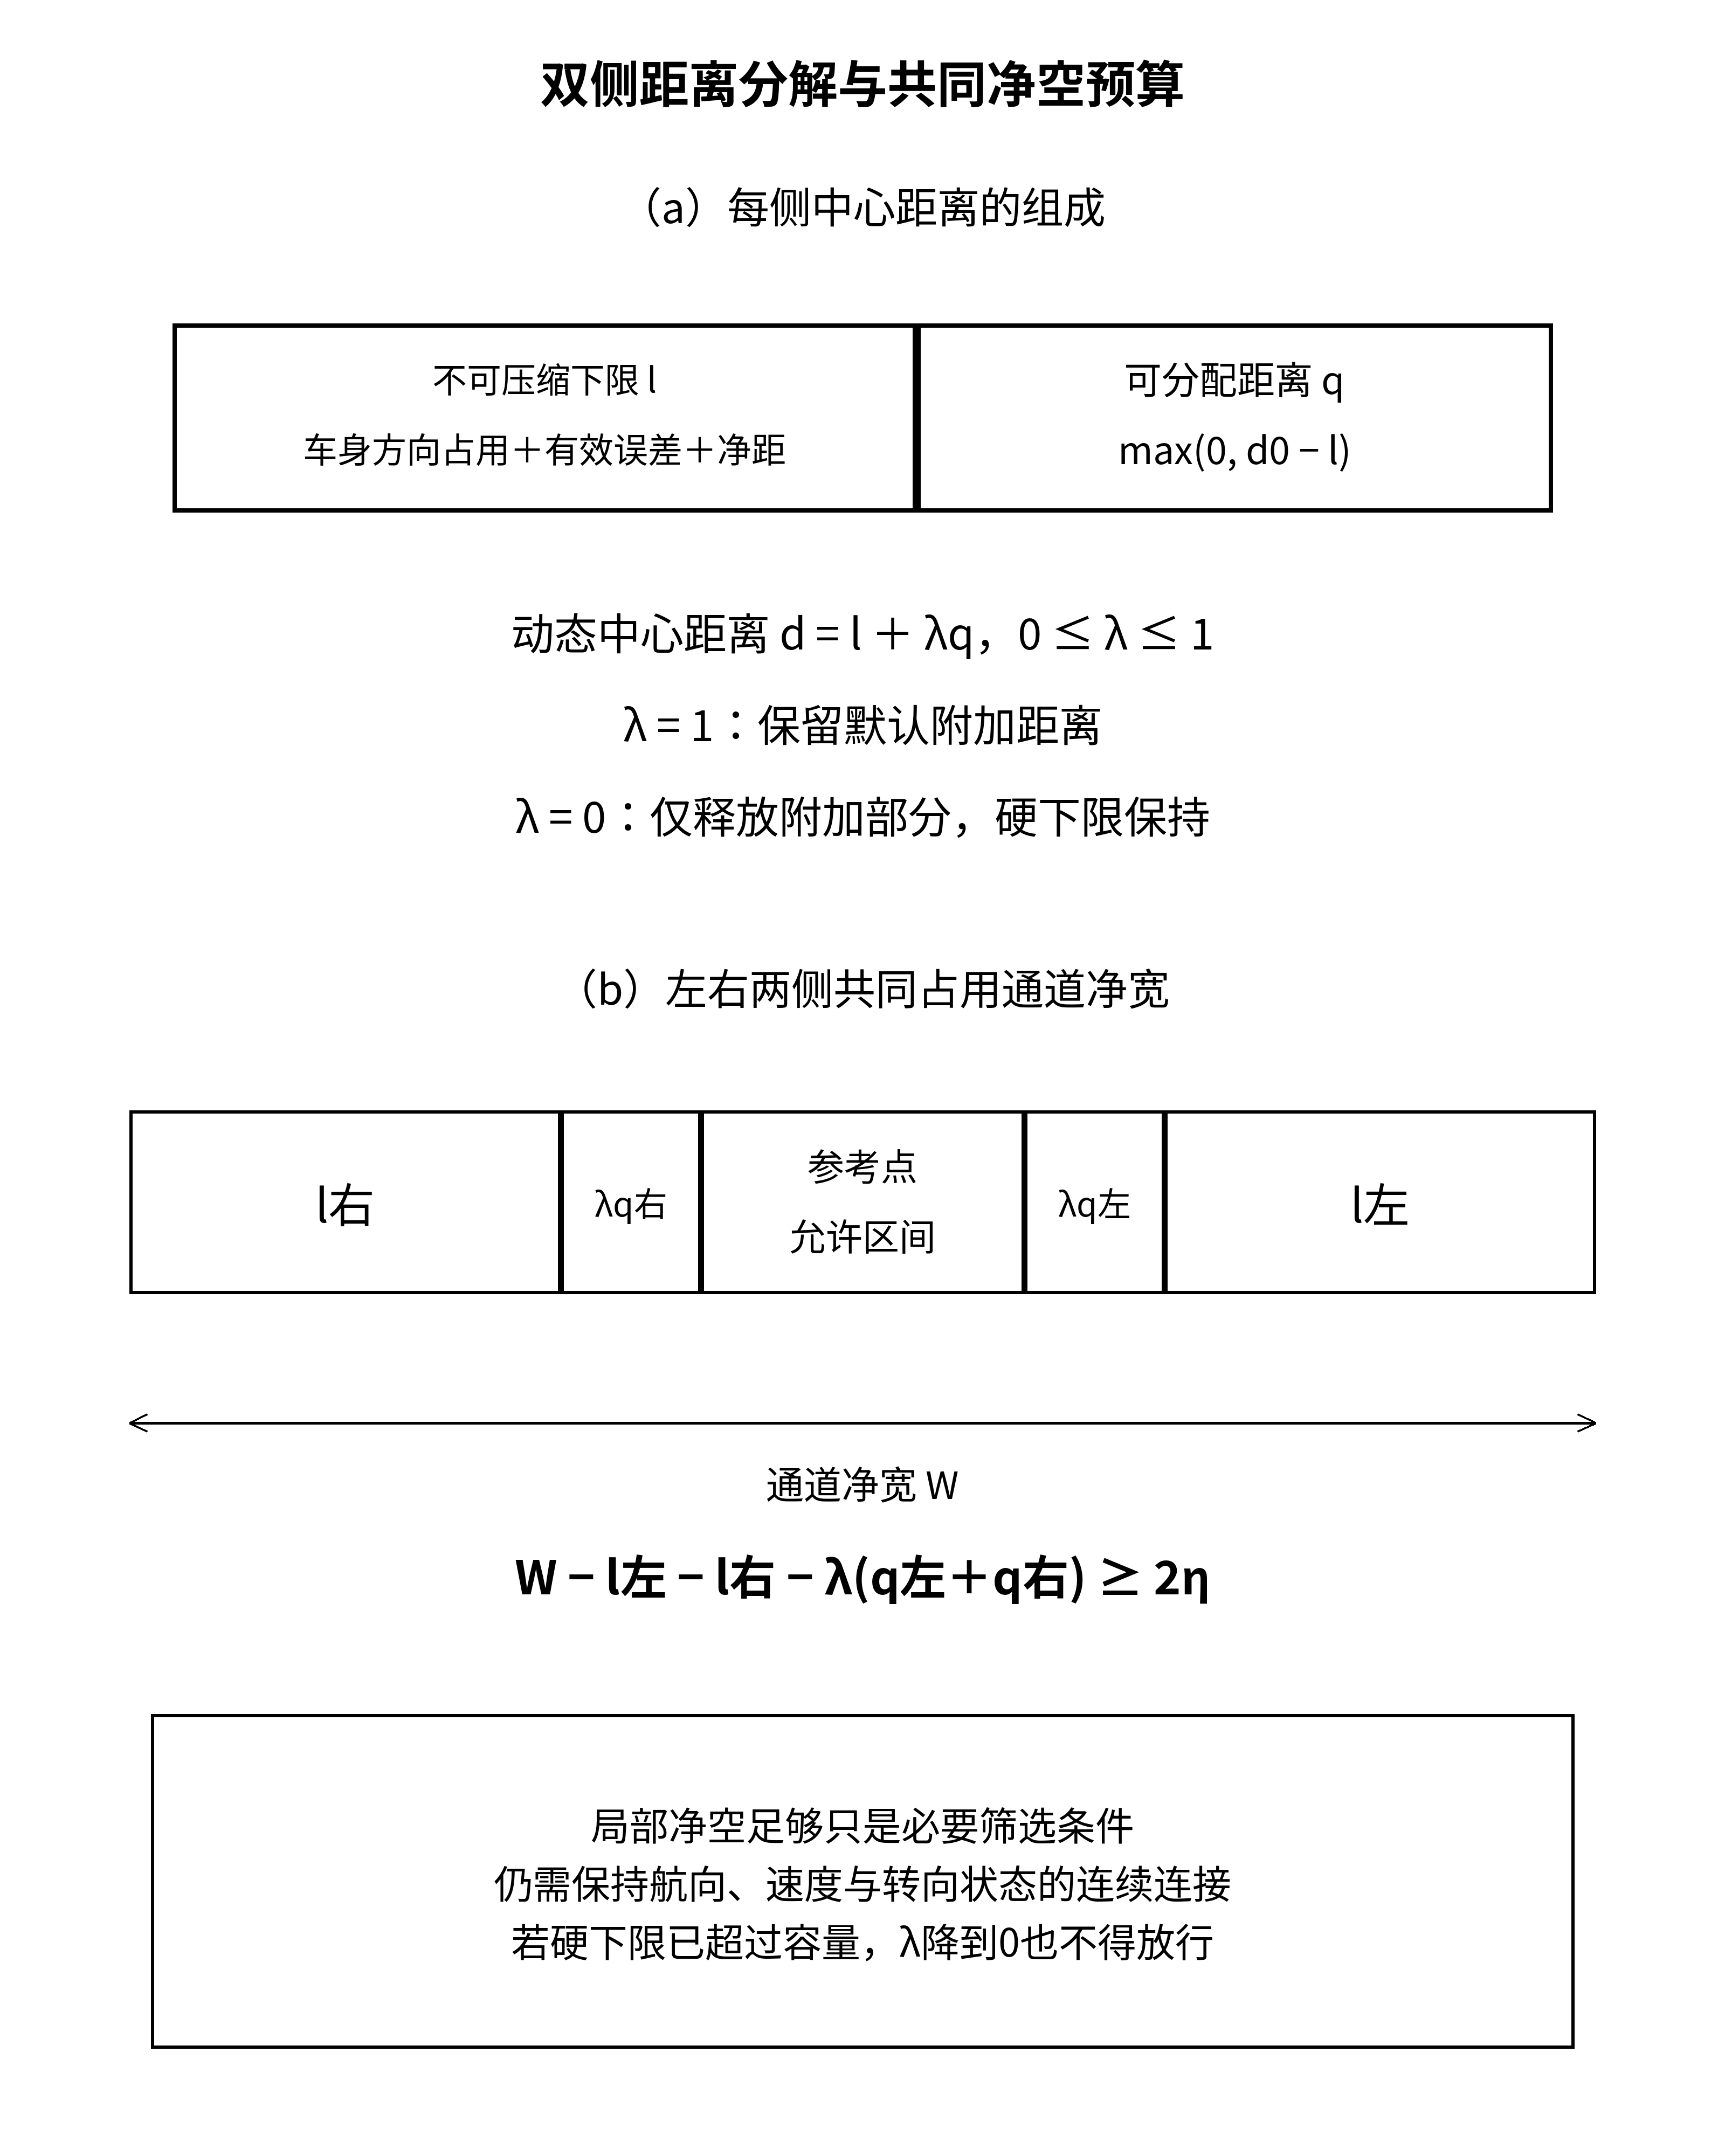 双侧距离分解与共同净空预算
（a）每侧中心距离的组成
不可压缩下限 l
车身方向占用＋有效误差＋净距
可分配距离 q
max(0, d0 − l)
动态中心距离 d = l ＋ λq，0 ≤ λ ≤ 1
λ = 1：保留默认附加距离
λ = 0：仅释放附加部分，硬下限保持
（b）左右两侧共同占用通道净宽
l右
λq右
参考点
允许区间
λq左
l左
通道净宽 W
W − l左 − l右 − λ(q左＋q右) ≥ 2η
局部净空足够只是必要筛选条件
仍需保持航向、速度与转向状态的连续连接
若硬下限已超过容量，λ降到0也不得放行